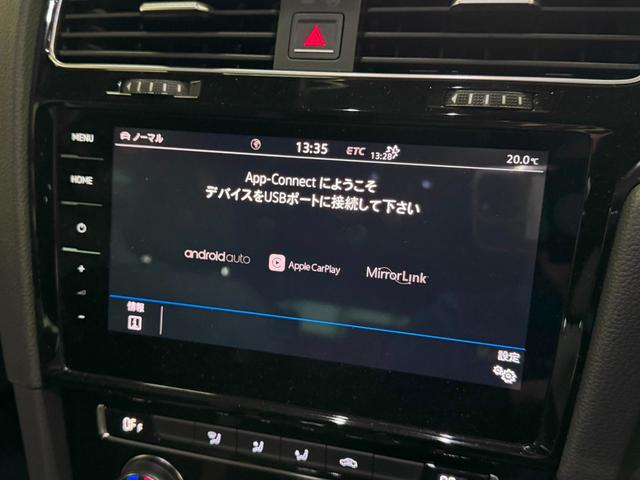 MENU
ノーマル
13:35
ETC
13:28
20.0℃
HOME
App-Connect にようこそ
デバイスをUSBポートに接続して下さい
androidauto
Apple CarPlay
MirrorLink
情報
設定
OFF